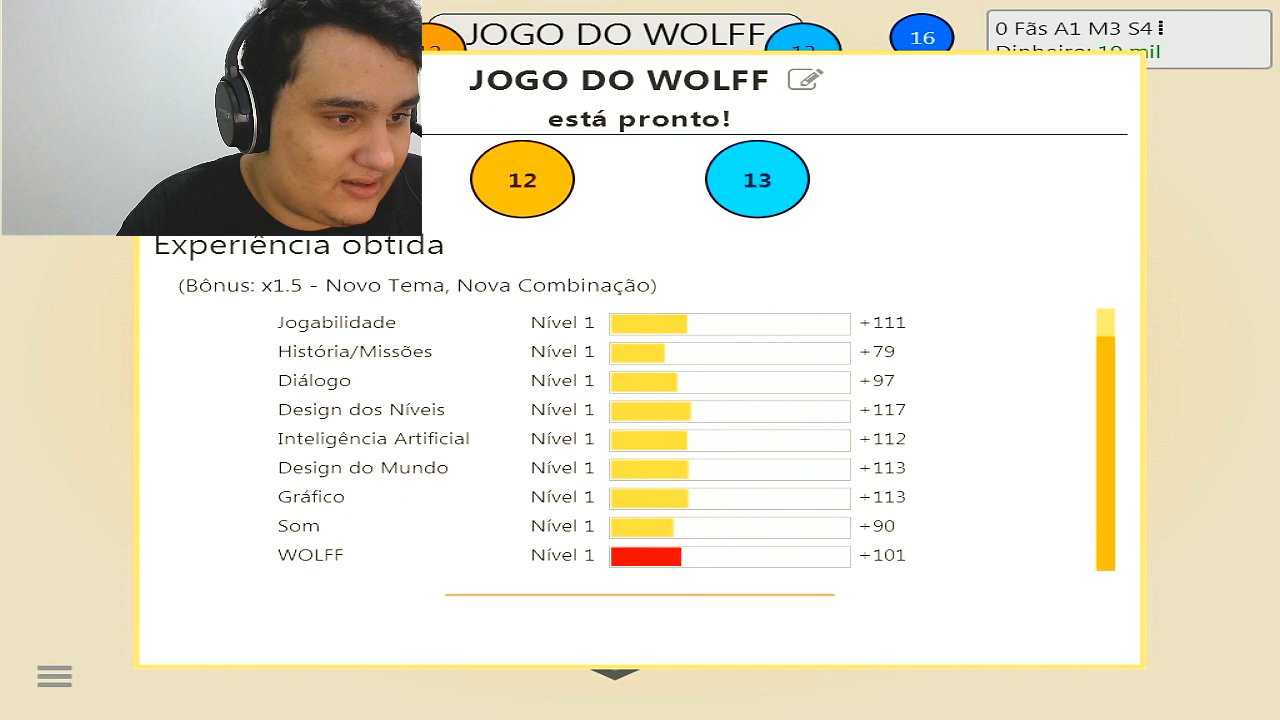 JOGO DO WOLFF
16
0 Fãs A1 M3 S4
JOGO DO WOLFF
está pronto!
12
13
Experiência obtida
(Bônus: x1.5 - Novo Tema, Nova Combinação)
Jogabilidade Nível 1 +111
História/Missões Nível 1 +79
Diálogo Nível 1 +97
Design dos Níveis Nível 1 +117
Inteligência Artificial Nível 1 +112
Design do Mundo Nível 1 +113
Gráfico Nível 1 +113
Som Nível 1 +90
WOLFF Nível 1 +101